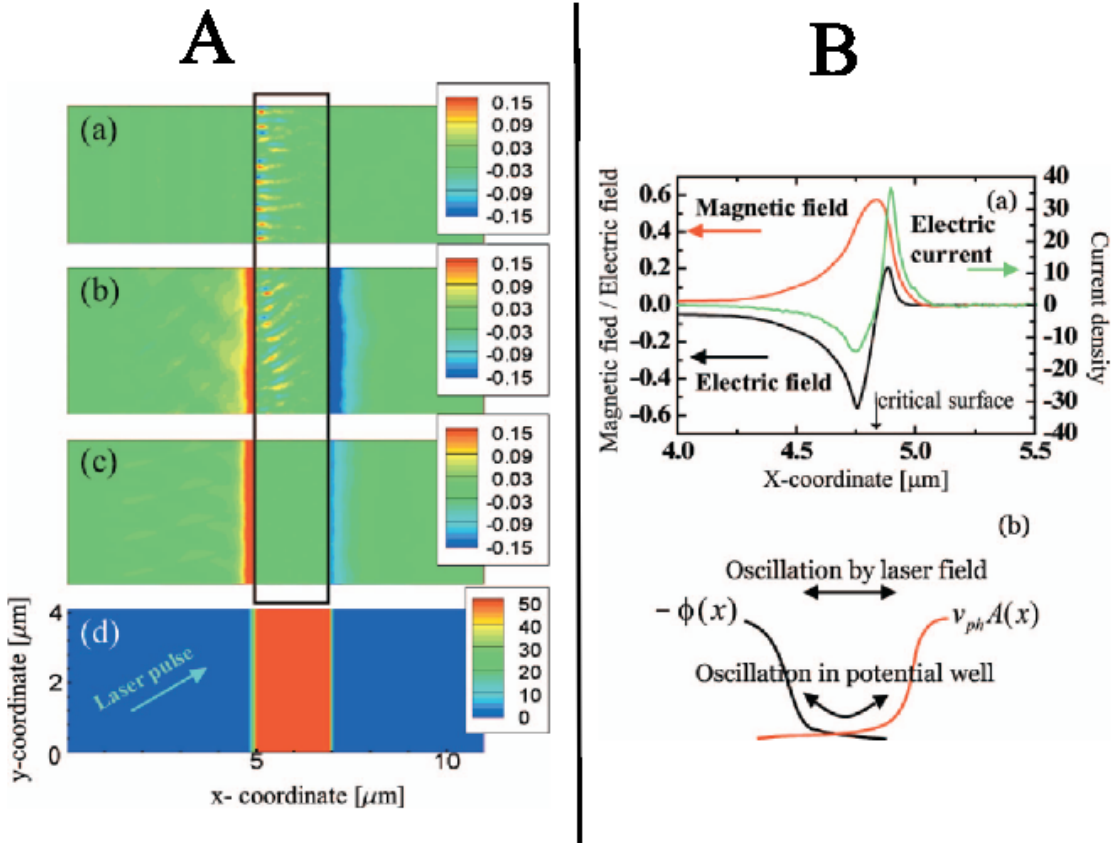 A
(a)
0.15
0.09
0.03
-0.03
-0.09
-0.15
(b)
0.15
0.09
0.03
-0.03
-0.09
-0.15
(c)
0.15
0.09
0.03
-0.03
-0.09
-0.15
(d)
Laser pulse
50
40
30
20
10
0
y-coordinate [μm]
4
2
0
5
10
x- coordinate [μm]
B
(a)
Magnetic fied / Electric field
0.6
0.4
0.2
0.0
-0.2
-0.4
-0.6
Magnetic field
Electric
current
Electric field
critical surface
40
30
20
10
0
-10
-20
-30
-40
Current density
4.0 4.5 5.0 5.5
X-coordinate [μm]
(b)
Oscillation by laser field
−ϕ(x)
v_ph A(x)
Oscillation in potential well